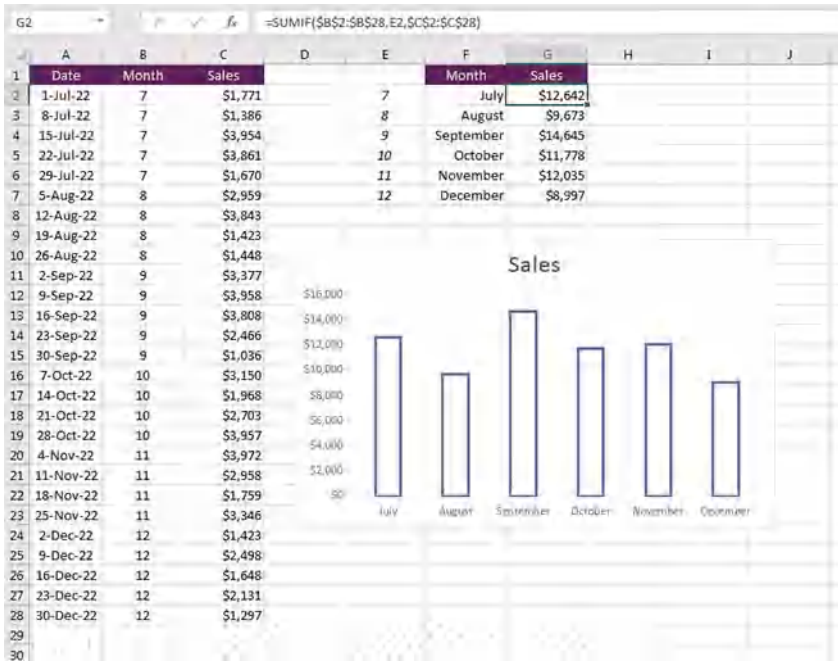 G2 fx =SUMIF($B$2:$B$28,E2,$C$2:$C$28)
A B C D E F G H I J
1 Date Month Sales Month Sales
2 1-Jul-22 7 $1,771 7 July $12,642
3 8-Jul-22 7 $1,386 8 August $9,673
4 15-Jul-22 7 $3,954 9 September $14,645
5 22-Jul-22 7 $3,861 10 October $11,778
6 29-Jul-22 7 $1,670 11 November $12,035
7 5-Aug-22 8 $2,959 12 December $8,997
8 12-Aug-22 8 $3,843
9 19-Aug-22 8 $1,423
10 26-Aug-22 8 $1,448
11 2-Sep-22 9 $3,377
12 9-Sep-22 9 $3,958
13 16-Sep-22 9 $3,808
14 23-Sep-22 9 $2,466
15 30-Sep-22 9 $1,036
16 7-Oct-22 10 $3,150
17 14-Oct-22 10 $1,968
18 21-Oct-22 10 $2,703
19 28-Oct-22 10 $3,957
20 4-Nov-22 11 $3,972
21 11-Nov-22 11 $2,958
22 18-Nov-22 11 $1,759
23 25-Nov-22 11 $3,346
24 2-Dec-22 12 $1,423
25 9-Dec-22 12 $2,498
26 16-Dec-22 12 $1,648
27 23-Dec-22 12 $2,131
28 30-Dec-22 12 $1,297
29
30
Sales
$16,000
$14,000
$12,000
$10,000
$8,000
$6,000
$4,000
$2,000
$0
July August September October November December